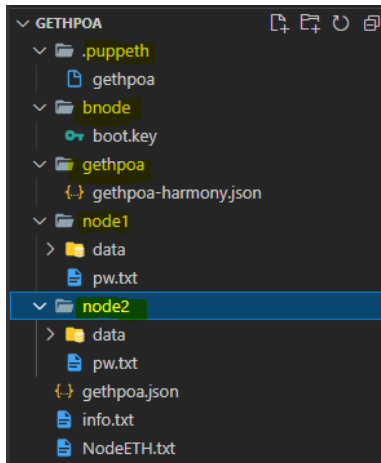 GETHPOA
.puppeth
gethpoa
bnode
boot.key
gethpoa
gethpoa-harmony.json
node1
data
pw.txt
node2
data
pw.txt
gethpoa.json
info.txt
NodeETH.txt